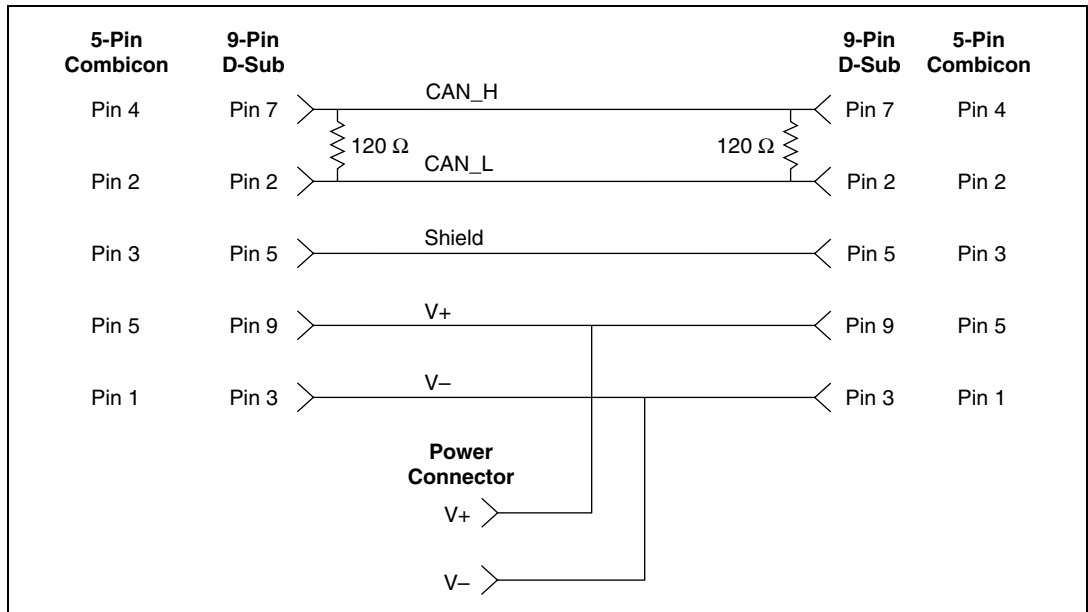 5-Pin Combicon 9-Pin D-Sub 9-Pin D-Sub 5-Pin Combicon
CAN_H
Pin 4 Pin 7 Pin 7 Pin 4
120 Ω 120 Ω
CAN_L
Pin 2 Pin 2 Pin 2 Pin 2
Shield
Pin 3 Pin 5 Pin 5 Pin 3
V+
Pin 5 Pin 9 Pin 9 Pin 5
V–
Pin 1 Pin 3 Pin 3 Pin 1
Power
Connector
V+
V–